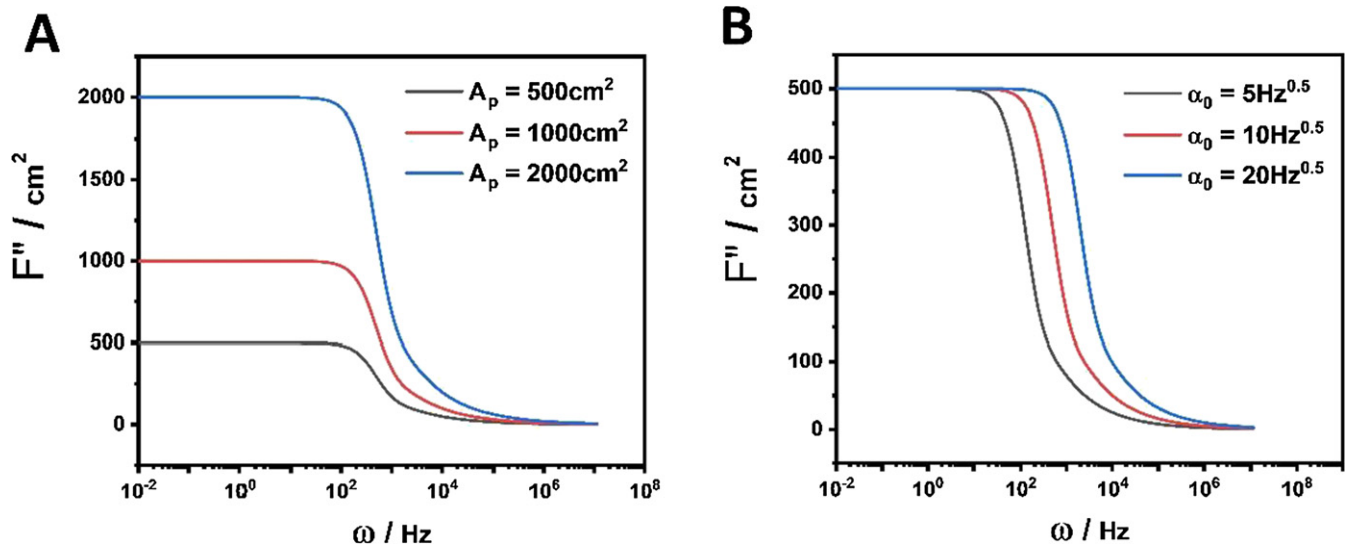 A
F" / cm²
2000
1500
1000
500
0
Aₚ = 500cm²
Aₚ = 1000cm²
Aₚ = 2000cm²
10⁻² 10⁰ 10² 10⁴ 10⁶ 10⁸
ω / Hz
B
F" / cm²
500
400
300
200
100
0
α₀ = 5Hz⁰·⁵
α₀ = 10Hz⁰·⁵
α₀ = 20Hz⁰·⁵
10⁻² 10⁰ 10² 10⁴ 10⁶ 10⁸
ω / Hz